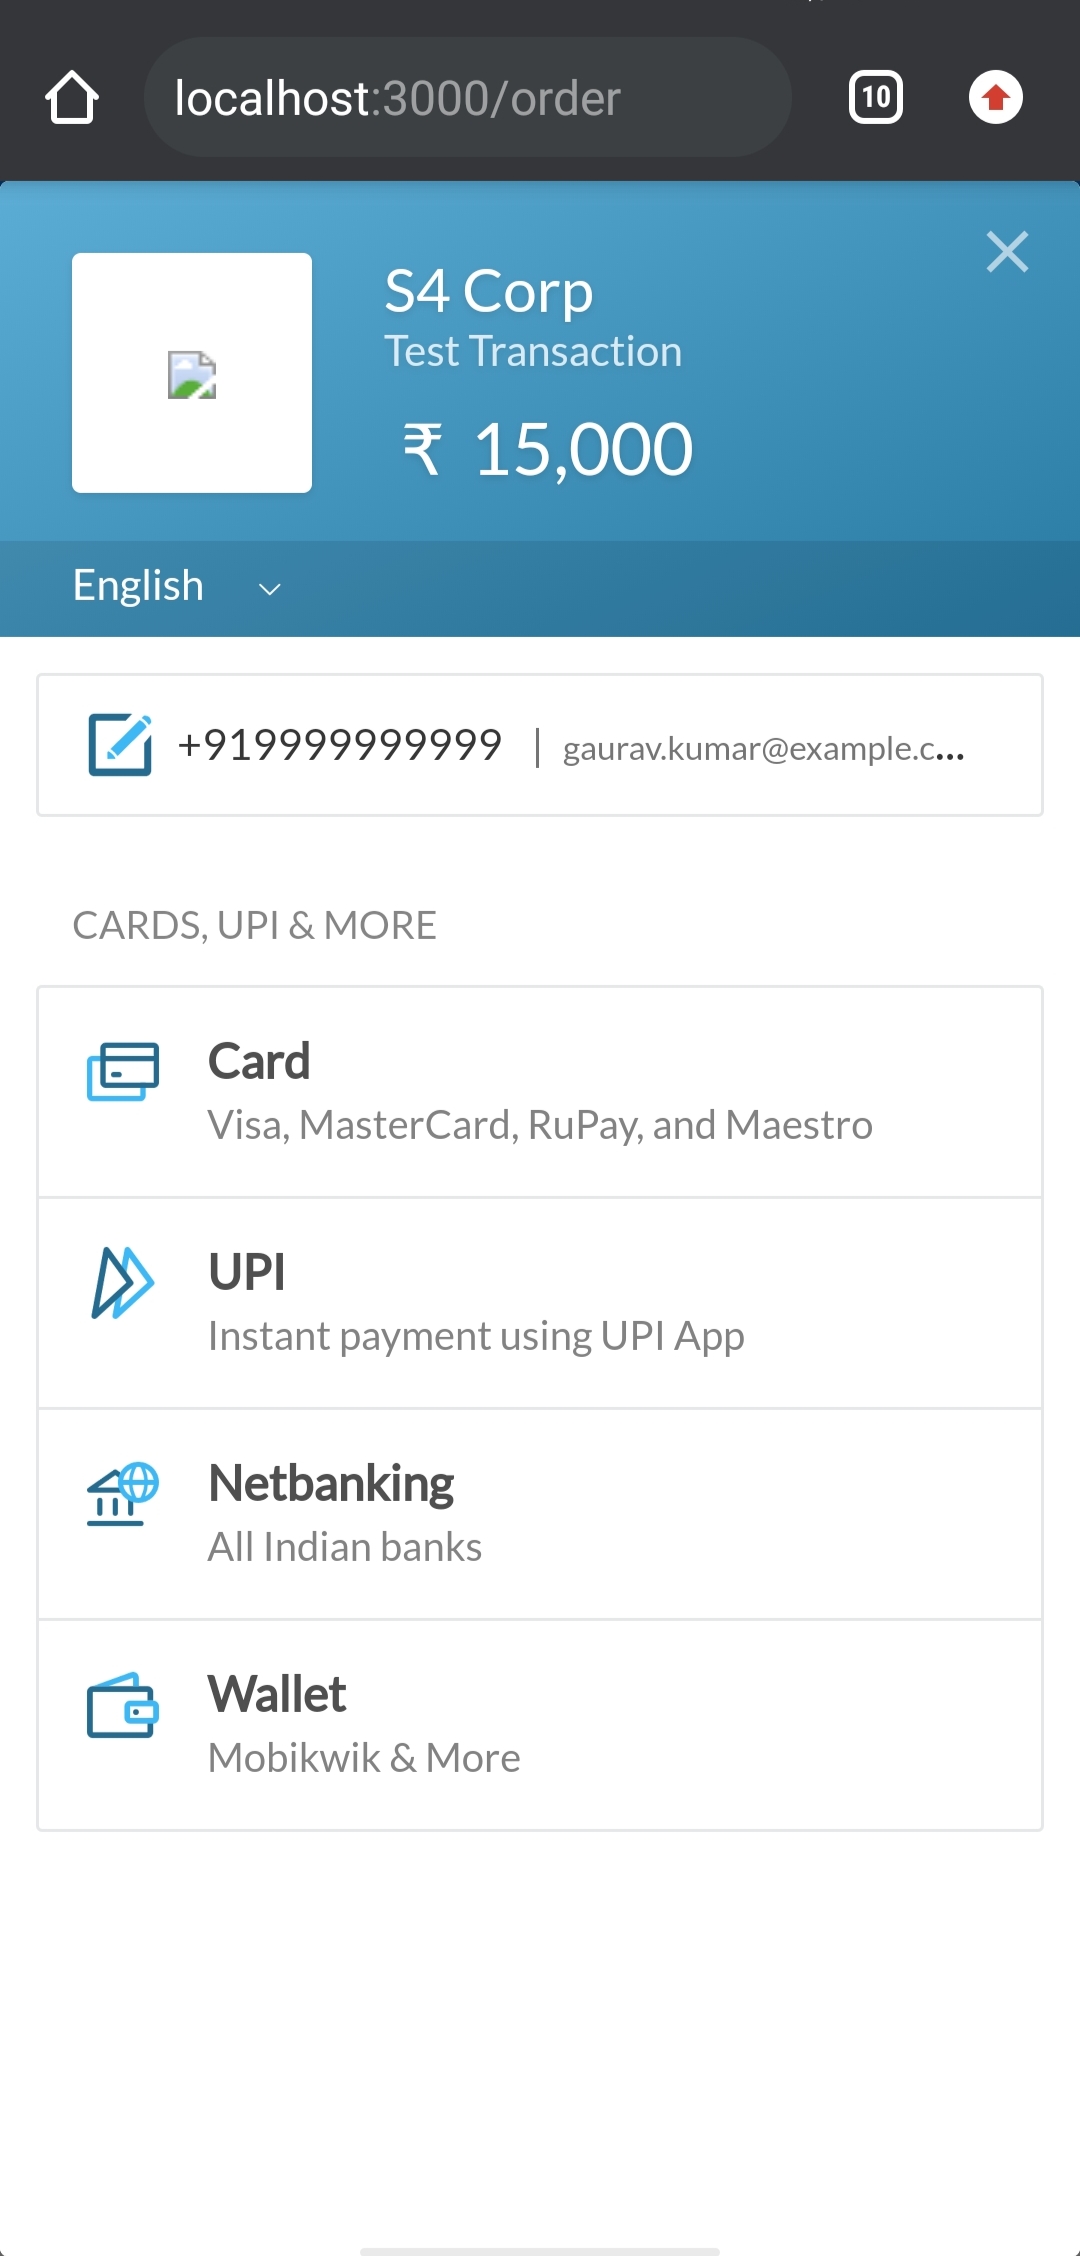 localhost:3000/order
10
S4 Corp
Test Transaction
₹ 15,000
English
+919999999999 | gaurav.kumar@example.c...
CARDS, UPI & MORE
Card
Visa, MasterCard, RuPay, and Maestro
UPI
Instant payment using UPI App
Netbanking
All Indian banks
Wallet
Mobikwik & More